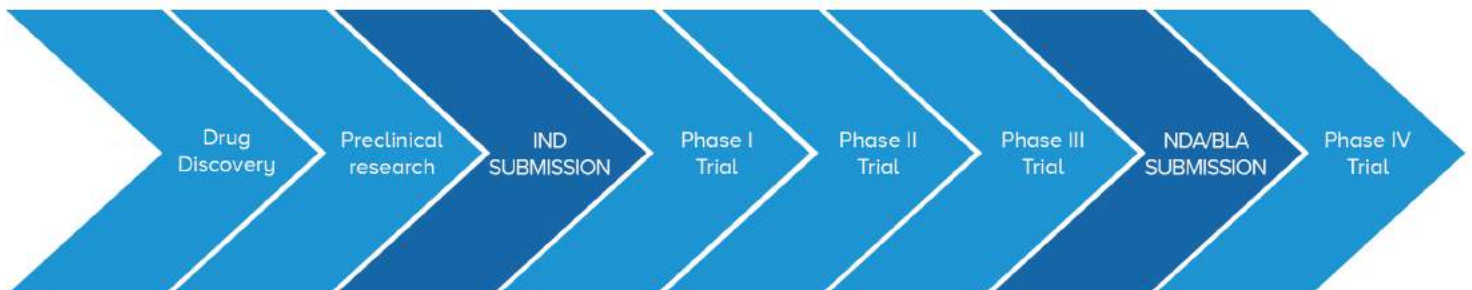 Drug
Discovery
Preclinical
research
IND
SUBMISSION
Phase I
Trial
Phase II
Trial
Phase III
Trial
NDA/BLA
SUBMISSION
Phase IV
Trial